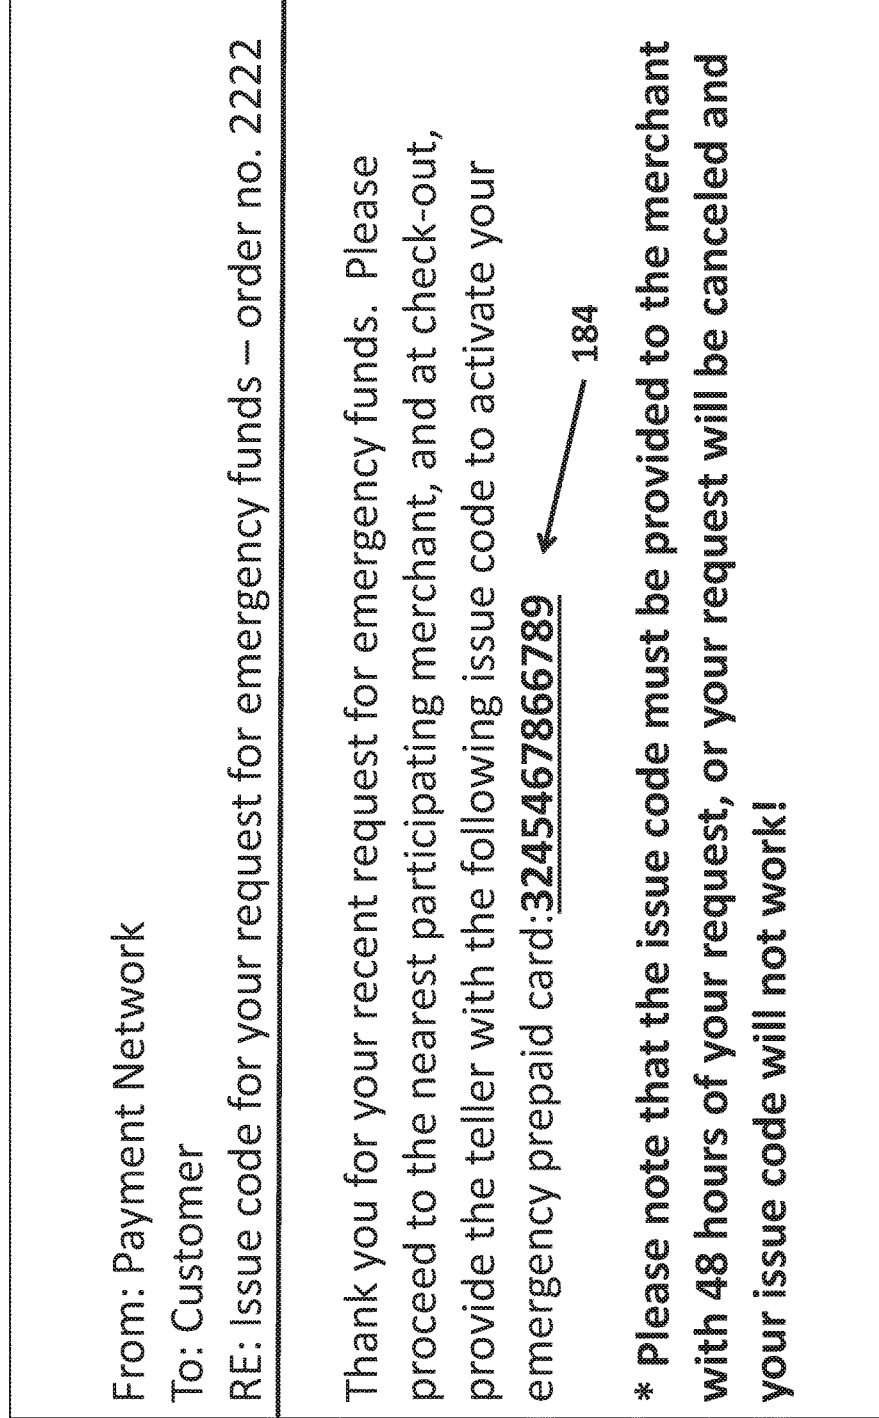 From: Payment Network
To: Customer
RE: Issue code for your request for emergency funds – order no. 2222
Thank you for your recent request for emergency funds.  Please
proceed to the nearest participating merchant, and at check-out,
provide the teller with the following issue code to activate your
emergency prepaid card:3245467866789
184
* Please note that the issue code must be provided to the merchant
with 48 hours of your request, or your request will be canceled and
your issue code will not work!